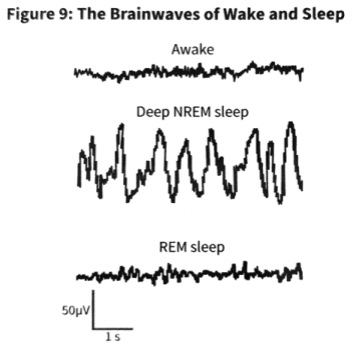 Figure 9: The Brainwaves of Wake and Sleep
Awake
Deep NREM sleep
REM sleep
50μV
1 s